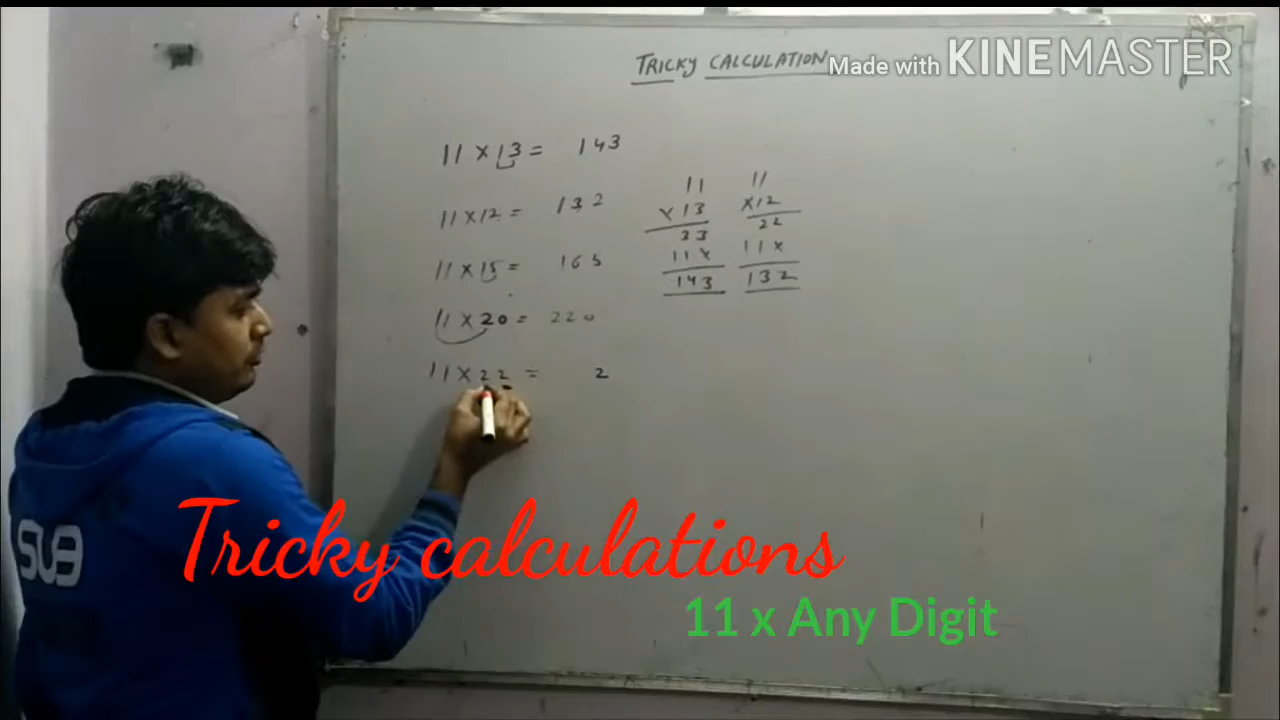 TRICKY CALCULATION
Made with KINEMASTER
11 × 13 = 143
11 × 12 = 132
11 × 15 = 165
11 × 20 = 220
11 × 22 = 2
11
× 13
33
11 ×
143
11
× 12
22
11 ×
132
SUB
Tricky calculations
11 x Any Digit